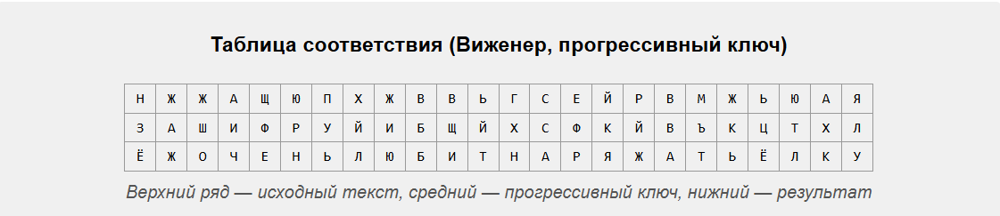 Таблица соответствия (Виженер, прогрессивный ключ)
Н Ж Ж А Щ Ю П Х Ж В В Ь Г С Е Й Р В М Ж Ь Ю А Я
З А Ш И Ф Р У Й И Б Щ Й Х С Ф К Й В Ъ К Ц Т Х Л
Ё Ж О Ч Е Н Ь Л Ю Б И Т Н А Р Я Ж А Т Ь Ё Л К У
Верхний ряд — исходный текст, средний — прогрессивный ключ, нижний — результат